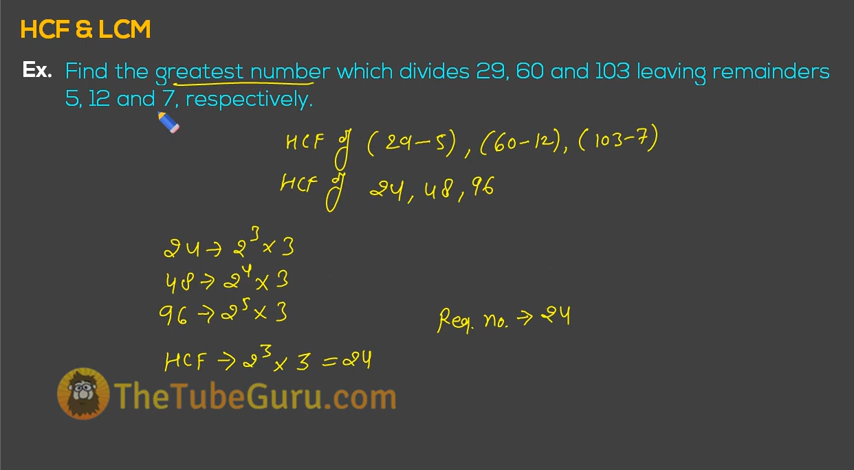 HCF & LCM
Ex. Find the greatest number which divides 29, 60 and 103 leaving remainders
5, 12 and 7, respectively.
HCF of (29-5), (60-12), (103-7)
HCF of 24, 48, 96
24 → 2³ × 3
48 → 2⁴ × 3
96 → 2⁵ × 3
Req. no. → 24
HCF → 2³ × 3 = 24
TheTubeGuru.com